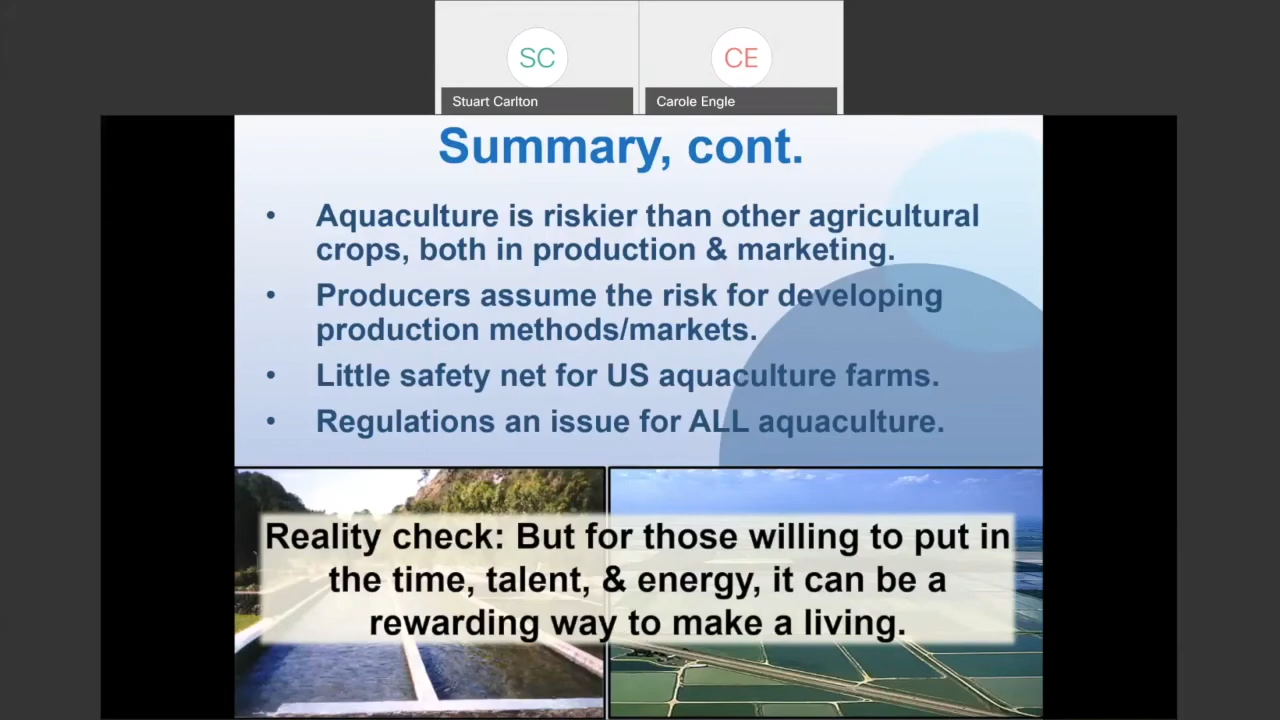 SC
CE
Stuart Carlton
Carole Engle
Summary, cont.
• Aquaculture is riskier than other agricultural
crops, both in production & marketing.
• Producers assume the risk for developing
production methods/markets.
• Little safety net for US aquaculture farms.
• Regulations an issue for ALL aquaculture.
Reality check: But for those willing to put in
the time, talent, & energy, it can be a
rewarding way to make a living.